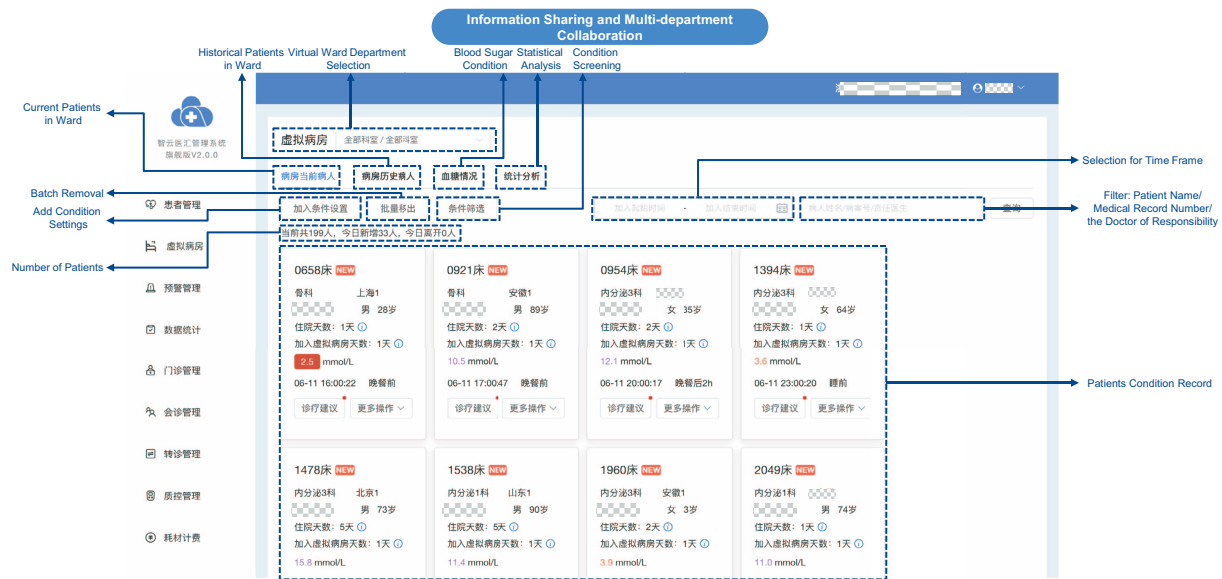 Information Sharing and Multi-department
Collaboration
Historical Patients
in Ward
Virtual Ward Department
Selection
Blood Sugar
Condition
Statistical
Analysis
Condition
Screening
Current Patients
in Ward
智云医汇管理系统
旗舰版V2.0.0
虚拟病房
全部科室 / 全部科室
病房当前病人
病房历史病人
血糖情况
统计分析
Selection for Time Frame
Batch Removal
Add Condition
Settings
Number of Patients
加入条件设置
批量移出
条件筛选
加入起始时间 - 加入结束时间
病人姓名/病案号/责任医生
查询
Filter: Patient Name/
Medical Record Number/
the Doctor of Responsibility
当前共199人，今日新增33人，今日离开0人
患者管理
虚拟病房
预警管理
数据统计
门诊管理
会诊管理
转诊管理
质控管理
耗材计费
0658床 NEW
骨科 上海1
男 28岁
住院天数：1天
加入虚拟病房天数：1天
2.5 mmol/L
06-11 16:00:22 晚餐前
诊疗建议 更多操作
0921床 NEW
骨科 安徽1
男 89岁
住院天数：2天
加入虚拟病房天数：1天
10.5 mmol/L
06-11 17:00:47 晚餐前
诊疗建议 更多操作
0954床 NEW
内分泌3科
女 35岁
住院天数：2天
加入虚拟病房天数：1天
12.1 mmol/L
06-11 20:00:17 晚餐后2h
诊疗建议 更多操作
1394床 NEW
内分泌3科
女 64岁
住院天数：1天
加入虚拟病房天数：1天
3.6 mmol/L
06-11 23:00:20 睡前
诊疗建议 更多操作
Patients Condition Record
1478床 NEW
内分泌3科 北京1
男 73岁
住院天数：5天
加入虚拟病房天数：1天
15.8 mmol/L
1538床 NEW
内分泌1科 山东1
男 90岁
住院天数：5天
加入虚拟病房天数：1天
11.4 mmol/L
1960床 NEW
内分泌3科 安徽1
女 3岁
住院天数：2天
加入虚拟病房天数：1天
3.9 mmol/L
2049床 NEW
内分泌1科
男 74岁
住院天数：1天
加入虚拟病房天数：1天
11.0 mmol/L